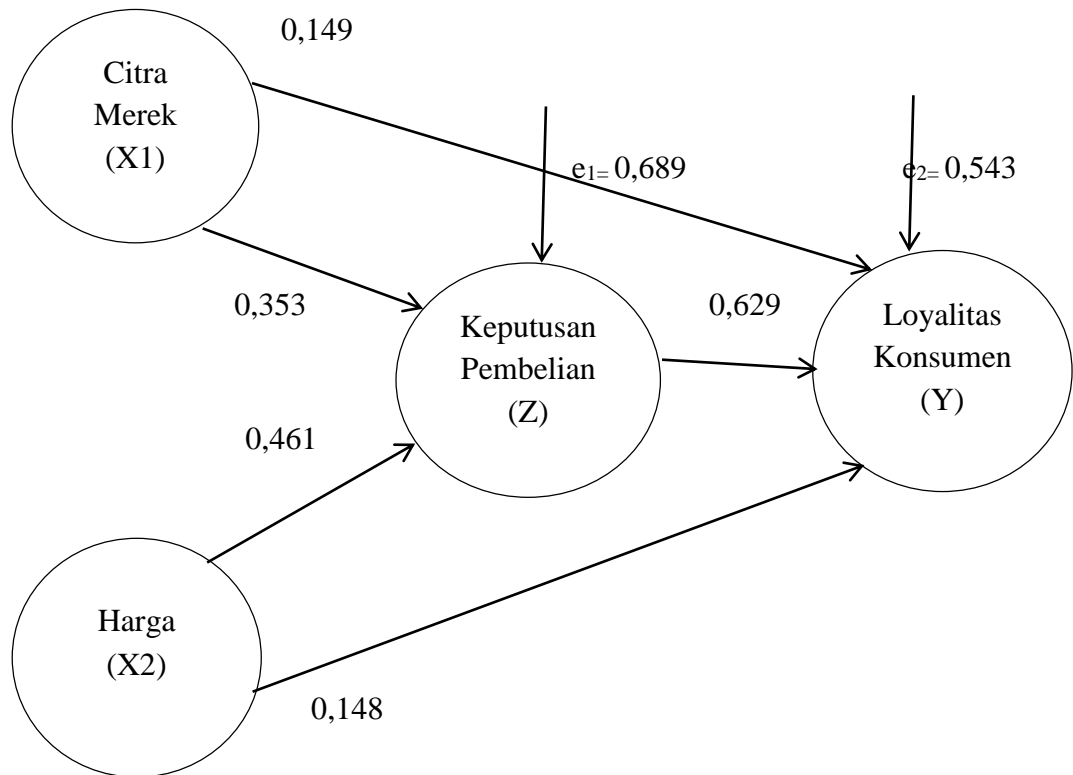 0,149
Citra
Merek
(X1)
e1= 0,689
e2= 0,543
0,353
0,629
Keputusan
Pembelian
(Z)
Loyalitas
Konsumen
(Y)
0,461
Harga
(X2)
0,148